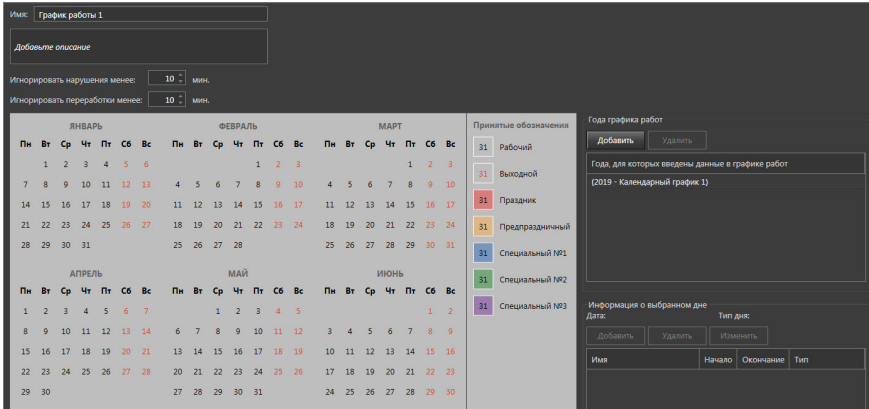 Имя: График работы 1
Добавьте описание
Игнорировать нарушения менее: 10 мин.
Игнорировать переработки менее: 10 мин.
ЯНВАРЬ ФЕВРАЛЬ МАРТ
Пн Вт Ср Чт Пт Сб Вс Пн Вт Ср Чт Пт Сб Вс Пн Вт Ср Чт Пт Сб Вс
1 2 3 4 5 6 1 2 3 1 2 3
7 8 9 10 11 12 13 4 5 6 7 8 9 10 4 5 6 7 8 9 10
14 15 16 17 18 19 20 11 12 13 14 15 16 17 11 12 13 14 15 16 17
21 22 23 24 25 26 27 18 19 20 21 22 23 24 18 19 20 21 22 23 24
28 29 30 31 25 26 27 28 25 26 27 28 29 30 31
АПРЕЛЬ МАЙ ИЮНЬ
Пн Вт Ср Чт Пт Сб Вс Пн Вт Ср Чт Пт Сб Вс Пн Вт Ср Чт Пт Сб Вс
1 2 3 4 5 6 7 1 2 3 4 5 1 2
8 9 10 11 12 13 14 6 7 8 9 10 11 12 3 4 5 6 7 8 9
15 16 17 18 19 20 21 13 14 15 16 17 18 19 10 11 12 13 14 15 16
22 23 24 25 26 27 28 20 21 22 23 24 25 26 17 18 19 20 21 22 23
29 30 27 28 29 30 31 24 25 26 27 28 29 30
Принятые обозначения
31 Рабочий
31 Выходной
31 Праздник
31 Предпраздничный
31 Специальный №1
31 Специальный №2
31 Специальный №3
Года графика работ
Добавить Удалить
Года, для которых введены данные в графике работ
(2019 - Календарный график 1)
Информация о выбранном дне
Дата: Тип дня:
Добавить Удалить Изменить
Имя Начало Окончание Тип